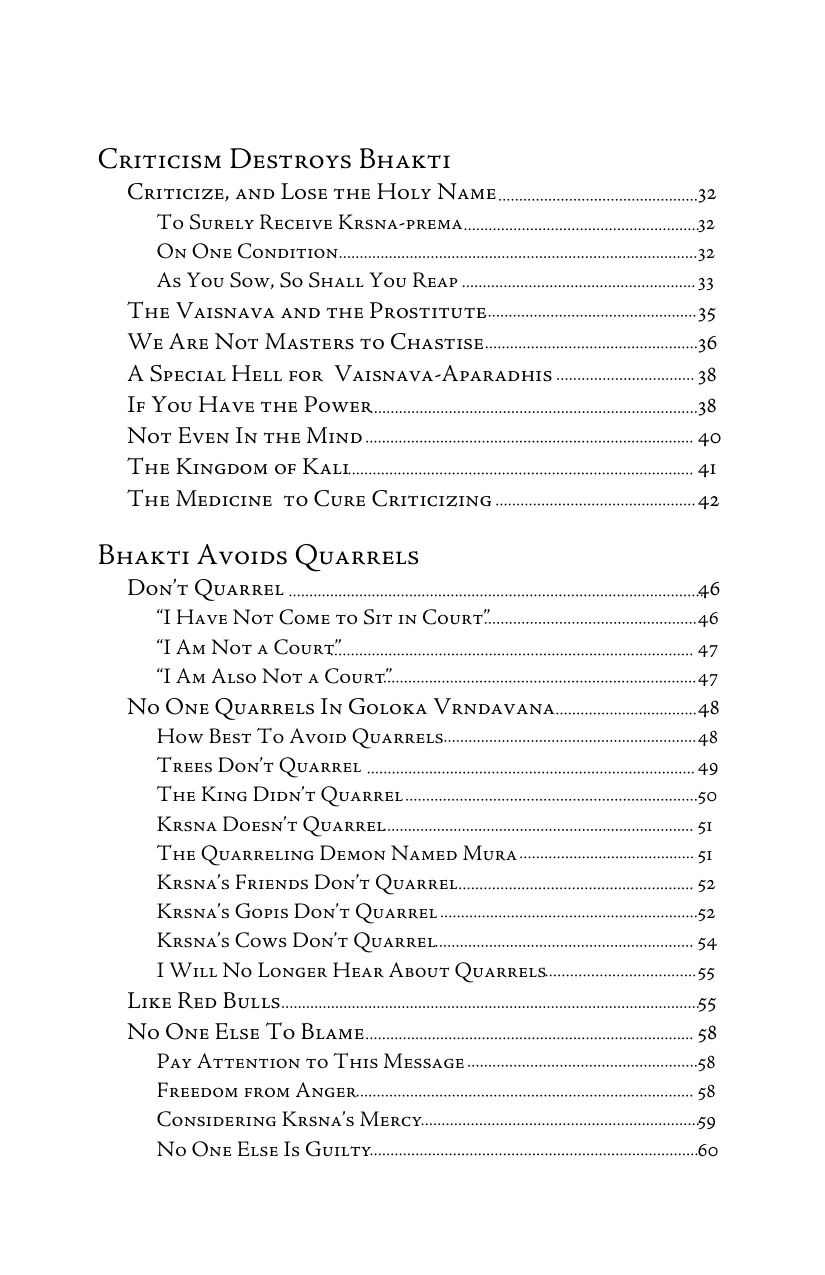 Criticism Destroys Bhakti
Criticize, and Lose the Holy Name 32
To Surely Receive Krsna-prema 32
On One Condition 32
As You Sow, So Shall You Reap 33
The Vaisnava and the Prostitute 35
We Are Not Masters to Chastise 36
A Special Hell for Vaisnava-Aparadhis 38
If You Have the Power 38
Not Even In the Mind 40
The Kingdom of Kali 41
The Medicine to Cure Criticizing 42
Bhakti Avoids Quarrels
Don't Quarrel 46
“I Have Not Come to Sit in Court” 46
“I Am Not a Court” 47
“I Am Also Not a Court” 47
No One Quarrels In Goloka Vrndavana 48
How Best To Avoid Quarrels 48
Trees Don't Quarrel 49
The King Didn't Quarrel 50
Krsna Doesn't Quarrel 51
The Quarreling Demon Named Mura 51
Krsna's Friends Don't Quarrel 52
Krsna's Gopis Don't Quarrel 52
Krsna's Cows Don't Quarrel 54
I Will No Longer Hear About Quarrels 55
Like Red Bulls 55
No One Else To Blame 58
Pay Attention to This Message 58
Freedom from Anger 58
Considering Krsna's Mercy 59
No One Else Is Guilty 60